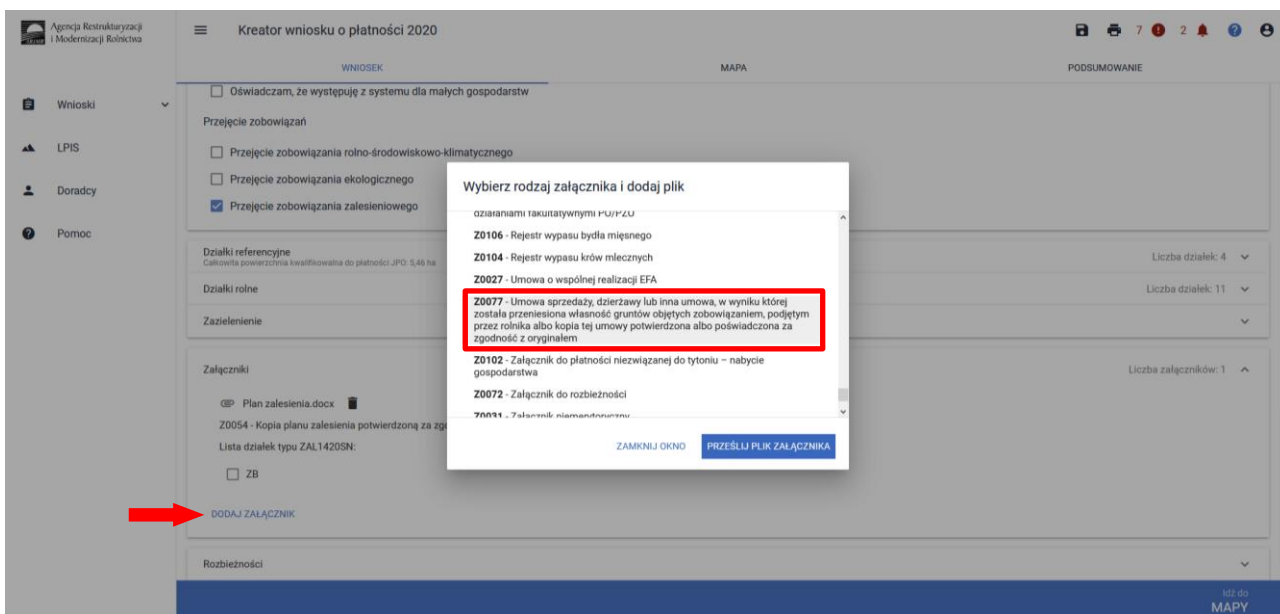 Agencja Restrukturyzacji
i Modernizacji Rolnictwa
Kreator wniosku o płatności 2020
7
2
WNIOSEK
MAPA
PODSUMOWANIE
Wnioski
LPIS
Doradcy
Pomoc
Oświadczam, że występuję z systemu dla małych gospodarstw
Przejęcie zobowiązań
Przejęcie zobowiązania rolno-środowiskowo-klimatycznego
Przejęcie zobowiązania ekologicznego
Przejęcie zobowiązania zalesieniowego
Działki referencyjne
Całkowita powierzchnia kwalifikowalna do płatności JPO: 5,46 ha
Liczba działek: 4
Działki rolne
Liczba działek: 11
Zazielenienie
Załączniki
Liczba załączników: 1
Plan zalesienia.docx
Z0054 - Kopia planu zalesienia potwierdzoną za zg
Lista działek typu ZAL1420SN:
ZB
DODAJ ZAŁĄCZNIK
Rozbieżności
Idź do
MAPY
Wybierz rodzaj załącznika i dodaj plik
działaniami fakultatywnymi PG/PZO
Z0106 - Rejestr wypasu bydła mięsnego
Z0104 - Rejestr wypasu krów mlecznych
Z0027 - Umowa o wspólnej realizacji EFA
Z0077 - Umowa sprzedaży, dzierżawy lub inna umowa, w wyniku której
została przeniesiona własność gruntów objętych zobowiązaniem, podjętym
przez rolnika albo kopia tej umowy potwierdzona albo poświadczona za
zgodność z oryginałem
Z0102 - Załącznik do płatności niezwiązanej do tytoniu – nabycie
gospodarstwa
Z0072 - Załącznik do rozbieżności
Z0031 - Załącznik niemerytoryczny
ZAMKNIJ OKNO
PRZEŚLIJ PLIK ZAŁĄCZNIKA